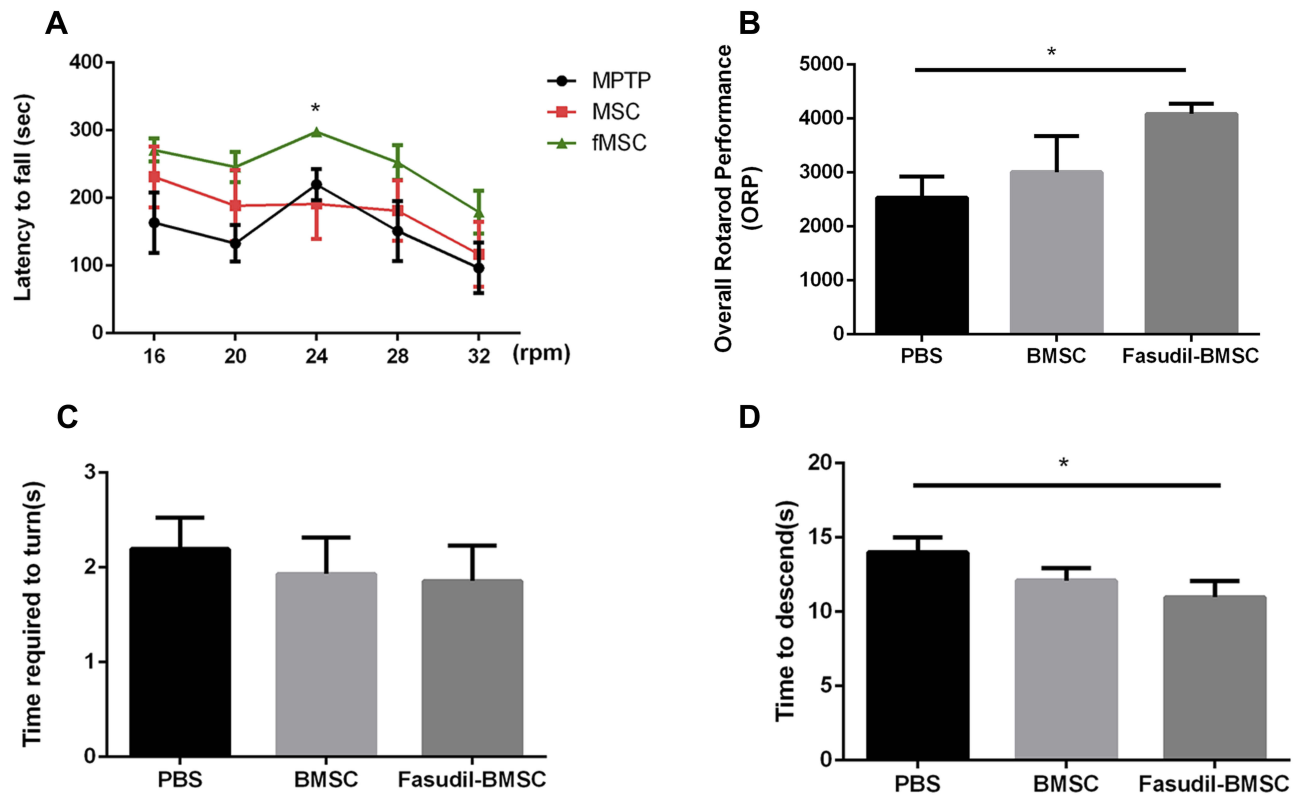 A
Latency to fall (sec)
400
300
200
100
0
*
16 20 24 28 32 (rpm)
MPTP
MSC
fMSC
B
Overall Rotarod Performance
(ORP)
5000
4000
3000
2000
1000
0
*
PBS BMSC Fasudil-BMSC
C
Time required to turn(s)
3
2
1
0
PBS BMSC Fasudil-BMSC
D
Time to descend(s)
20
15
10
5
0
*
PBS BMSC Fasudil-BMSC